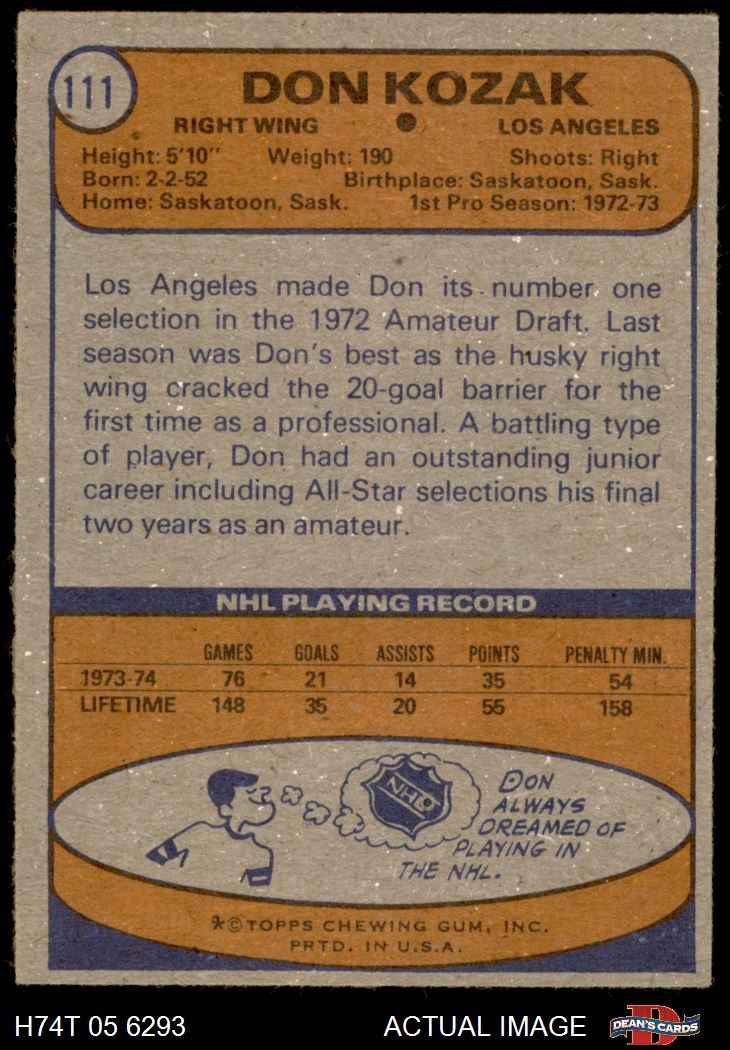 111
DON KOZAK
RIGHT WING • LOS ANGELES
Height: 5'10" Weight: 190 Shoots: Right
Born: 2-2-52 Birthplace: Saskatoon, Sask.
Home: Saskatoon, Sask. 1st Pro Season: 1972-73
Los Angeles made Don its number one
selection in the 1972 Amateur Draft. Last
season was Don's best as the husky right
wing cracked the 20-goal barrier for the
first time as a professional. A battling type
of player, Don had an outstanding junior
career including All-Star selections his final
two years as an amateur.
NHL PLAYING RECORD
GAMES GOALS ASSISTS POINTS PENALTY MIN.
1973-74 76 21 14 35 54
LIFETIME 148 35 20 55 158
NHL
DON
ALWAYS
DREAMED OF
PLAYING IN
THE NHL.
*© TOPPS CHEWING GUM, INC.
PRTD. IN U.S.A.
H74T 05 6293 ACTUAL IMAGE
D
DEAN'S CARDS